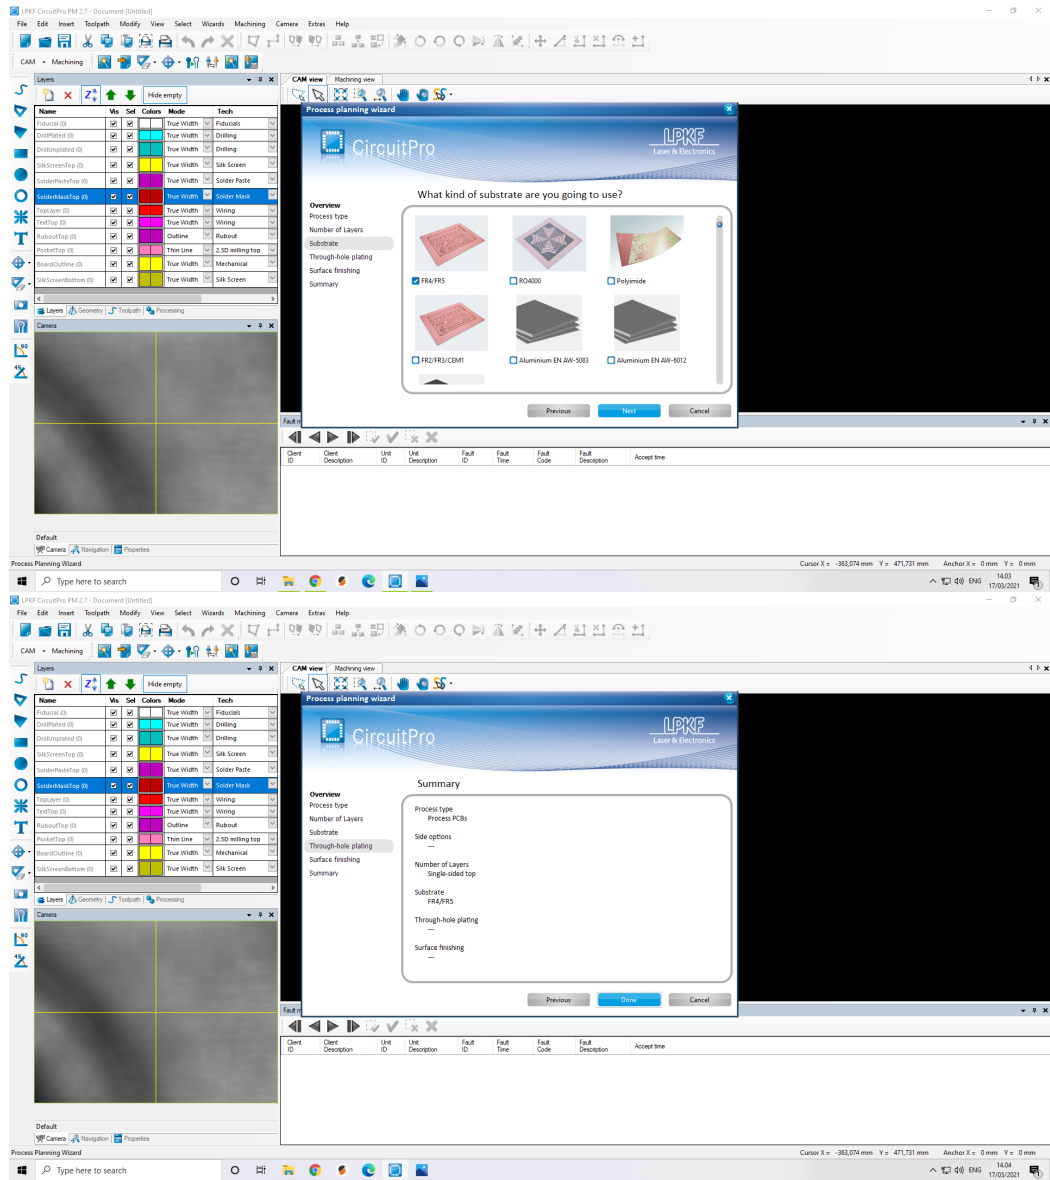 LPKF CircuitPro PM 2.7 - Document [Untitled]
File Edit Insert Toolpath Modify View Select Wizards Machining Camera Extras Help
CAM Machining
Layers
CAM view Machining view
Hide empty
Name Vis Sel Colors Mode Tech
Fiducial (0) True Width Fiducials
DrillPlated (0) True Width Drilling
DrillUnplated (0) True Width Drilling
SilkScreenTop (0) True Width Silk Screen
SolderPasteTop (0) True Width Solder Paste
SolderMaskTop (0) True Width Solder Mask
TopLayer (0) True Width Wiring
TextTop (0) True Width Wiring
RuboutTop (0) Outline Rubout
PocketTop (0) Thin Line 2.5D milling top
BoardOutline (0) True Width Mechanical
SilkScreenBottom (0) True Width Silk Screen
Layers Geometry Toolpath Processing
Camera
Default
Camera Navigation Properties
Process planning wizard
CircuitPro
LPKF
Laser & Electronics
What kind of substrate are you going to use?
Overview
Process type
Number of Layers
Substrate
Through-hole plating
Surface finishing
Summary
FR4/FR5 RO4000 Polyimide
FR2/FR3/CEM1 Aluminium EN AW-5083 Aluminium EN AW-6012
Previous Next Cancel
Fault m
Client ID Client Description Unit ID Unit Description Fault ID Fault Time Fault Code Fault Description Accept time
Process Planning Wizard
Cursor X = -363,074 mm Y = 471,731 mm Anchor X = 0 mm Y = 0 mm
Type here to search
ENG
14.03
17/03/2021
LPKF CircuitPro PM 2.7 - Document [Untitled]
File Edit Insert Toolpath Modify View Select Wizards Machining Camera Extras Help
CAM Machining
Layers
CAM view Machining view
Hide empty
Name Vis Sel Colors Mode Tech
Fiducial (0) True Width Fiducials
DrillPlated (0) True Width Drilling
DrillUnplated (0) True Width Drilling
SilkScreenTop (0) True Width Silk Screen
SolderPasteTop (0) True Width Solder Paste
SolderMaskTop (0) True Width Solder Mask
TopLayer (0) True Width Wiring
TextTop (0) True Width Wiring
RuboutTop (0) Outline Rubout
PocketTop (0) Thin Line 2.5D milling top
BoardOutline (0) True Width Mechanical
SilkScreenBottom (0) True Width Silk Screen
Layers Geometry Toolpath Processing
Camera
Default
Camera Navigation Properties
Process planning wizard
CircuitPro
LPKF
Laser & Electronics
Summary
Overview
Process type
Number of Layers
Substrate
Through-hole plating
Surface finishing
Summary
Process type
Process PCBs
Side options
---
Number of Layers
Single-sided top
Substrate
FR4/FR5
Through-hole plating
---
Surface finishing
---
Previous Done Cancel
Fault m
Client ID Client Description Unit ID Unit Description Fault ID Fault Time Fault Code Fault Description Accept time
Process Planning Wizard
Cursor X = -363,074 mm Y = 471,731 mm Anchor X = 0 mm Y = 0 mm
Type here to search
ENG
14.04
17/03/2021